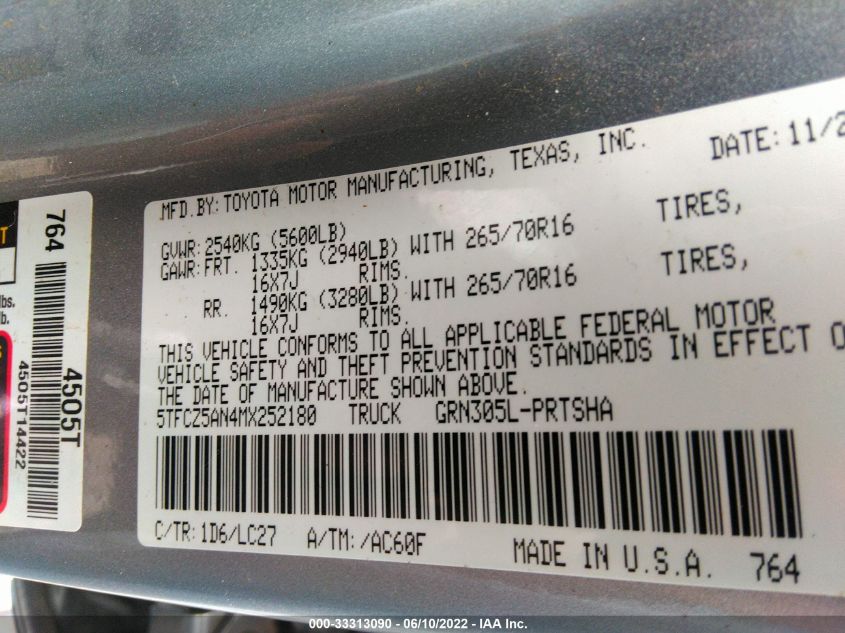 MFD.BY: TOYOTA MOTOR MANUFACTURING, TEXAS, INC. DATE: 11/2
GVWR: 2540KG (5600LB)
GAWR: FRT. 1335KG (2940LB) WITH 265/70R16 TIRES,
16X7J RIMS.
RR. 1490KG (3280LB) WITH 265/70R16 TIRES,
16X7J RIMS.
THIS VEHICLE CONFORMS TO ALL APPLICABLE FEDERAL MOTOR
VEHICLE SAFETY AND THEFT PREVENTION STANDARDS IN EFFECT O
THE DATE OF MANUFACTURE SHOWN ABOVE.
5TFCZ5AN4MX252180 TRUCK GRN305L-PRTSHA
C/TR: 1D6/LC27 A/TM: /AC60F MADE IN U.S.A. 764
764
4505T
4505T14422
T
lbs.
lb.
000-33313090 - 06/10/2022 - IAA Inc.